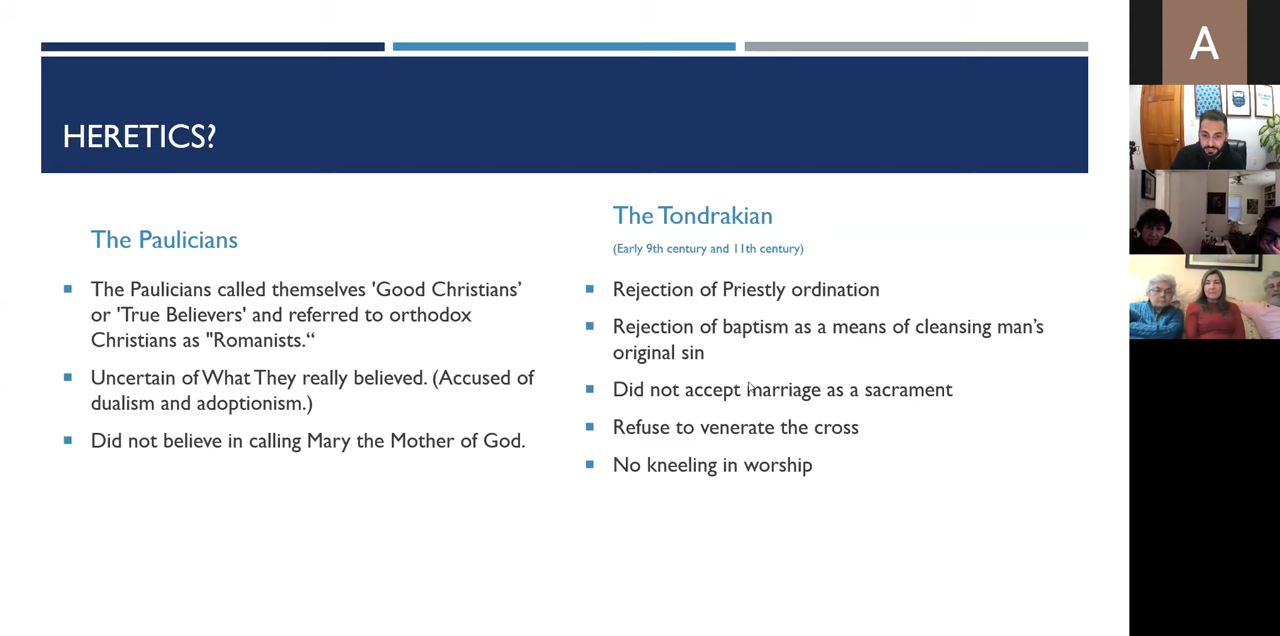 HERETICS?
The Paulicians
The Paulicians called themselves 'Good Christians’
or 'True Believers' and referred to orthodox
Christians as "Romanists.“
Uncertain of What They really believed. (Accused of
dualism and adoptionism.)
Did not believe in calling Mary the Mother of God.
The Tondrakian
(Early 9th century and 11th century)
Rejection of Priestly ordination
Rejection of baptism as a means of cleansing man’s
original sin
Did not accept marriage as a sacrament
Refuse to venerate the cross
No kneeling in worship
A